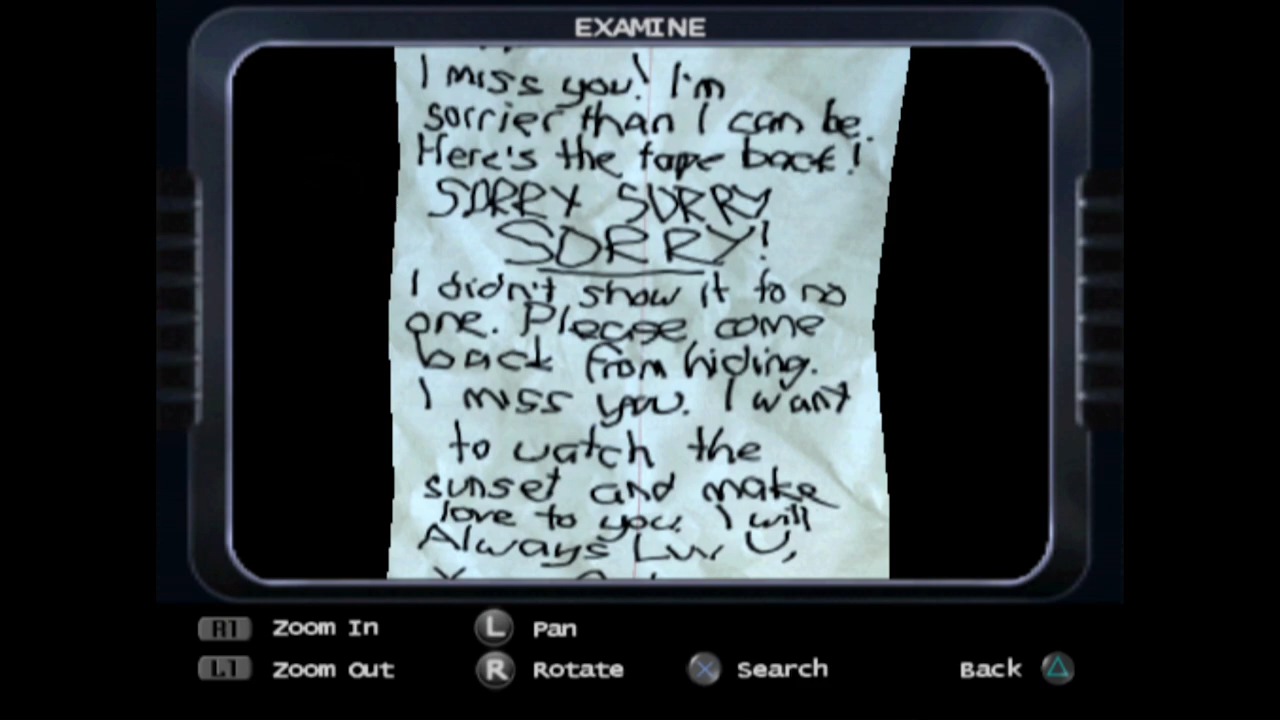 EXAMINE
I miss you! I'm
sorrier than I can be.
Here's the tape back!
SORRY SORRY
SORRY!
I didn't show it to no
one. Please come
back from hiding.
I miss you. I want
to watch the
sunset and make
love to you. I will
Always Luv U,
R1 Zoom In
L Pan
L1 Zoom Out
R Rotate
Search
Back